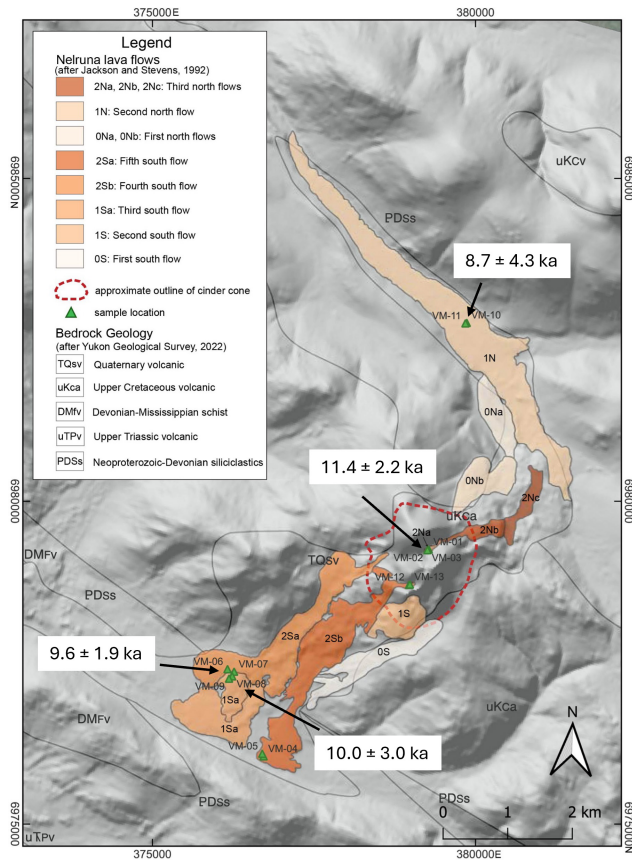 375000E
380000E
Legend
Nelruna lava flows
(after Jackson and Stevens, 1992)
2Na, 2Nb, 2Nc: Third north flows
1N: Second north flow
0Na, 0Nb: First north flows
2Sa: Fifth south flow
2Sb: Fourth south flow
1Sa: Third south flow
1S: Second south flow
0S: First south flow
approximate outline of cinder cone
sample location
Bedrock Geology
(after Yukon Geological Survey, 2022)
TQsv Quaternary volcanic
uKca Upper Cretaceous volcanic
DMfv Devonian-Mississippian schist
uTPv Upper Triassic volcanic
PDSs Neoproterozoic-Devonian siliciclastics
6985000N
6985000N
uKcv
PDss
8.7 ± 4.3 ka
VM-11
VM-10
1N
0Na
11.4 ± 2.2 ka
0Nb
2Nc
6980000N
6980000N
uKca
2Na
2Nb
VM-01
VM-02
VM-03
DMFv
TQsv
VM-12
VM-13
PDSs
1S
2Sa
2Sb
0S
9.6 ± 1.9 ka
VM-06
VM-07
VM-09
VM-08
1Sa
uKca
DMFv
1Sa
N
VM-05
VM-04
10.0 ± 3.0 ka
PDSs
PDSs
0 1 2 km
6975000N
6975000N
uTPv
375000E
380000E